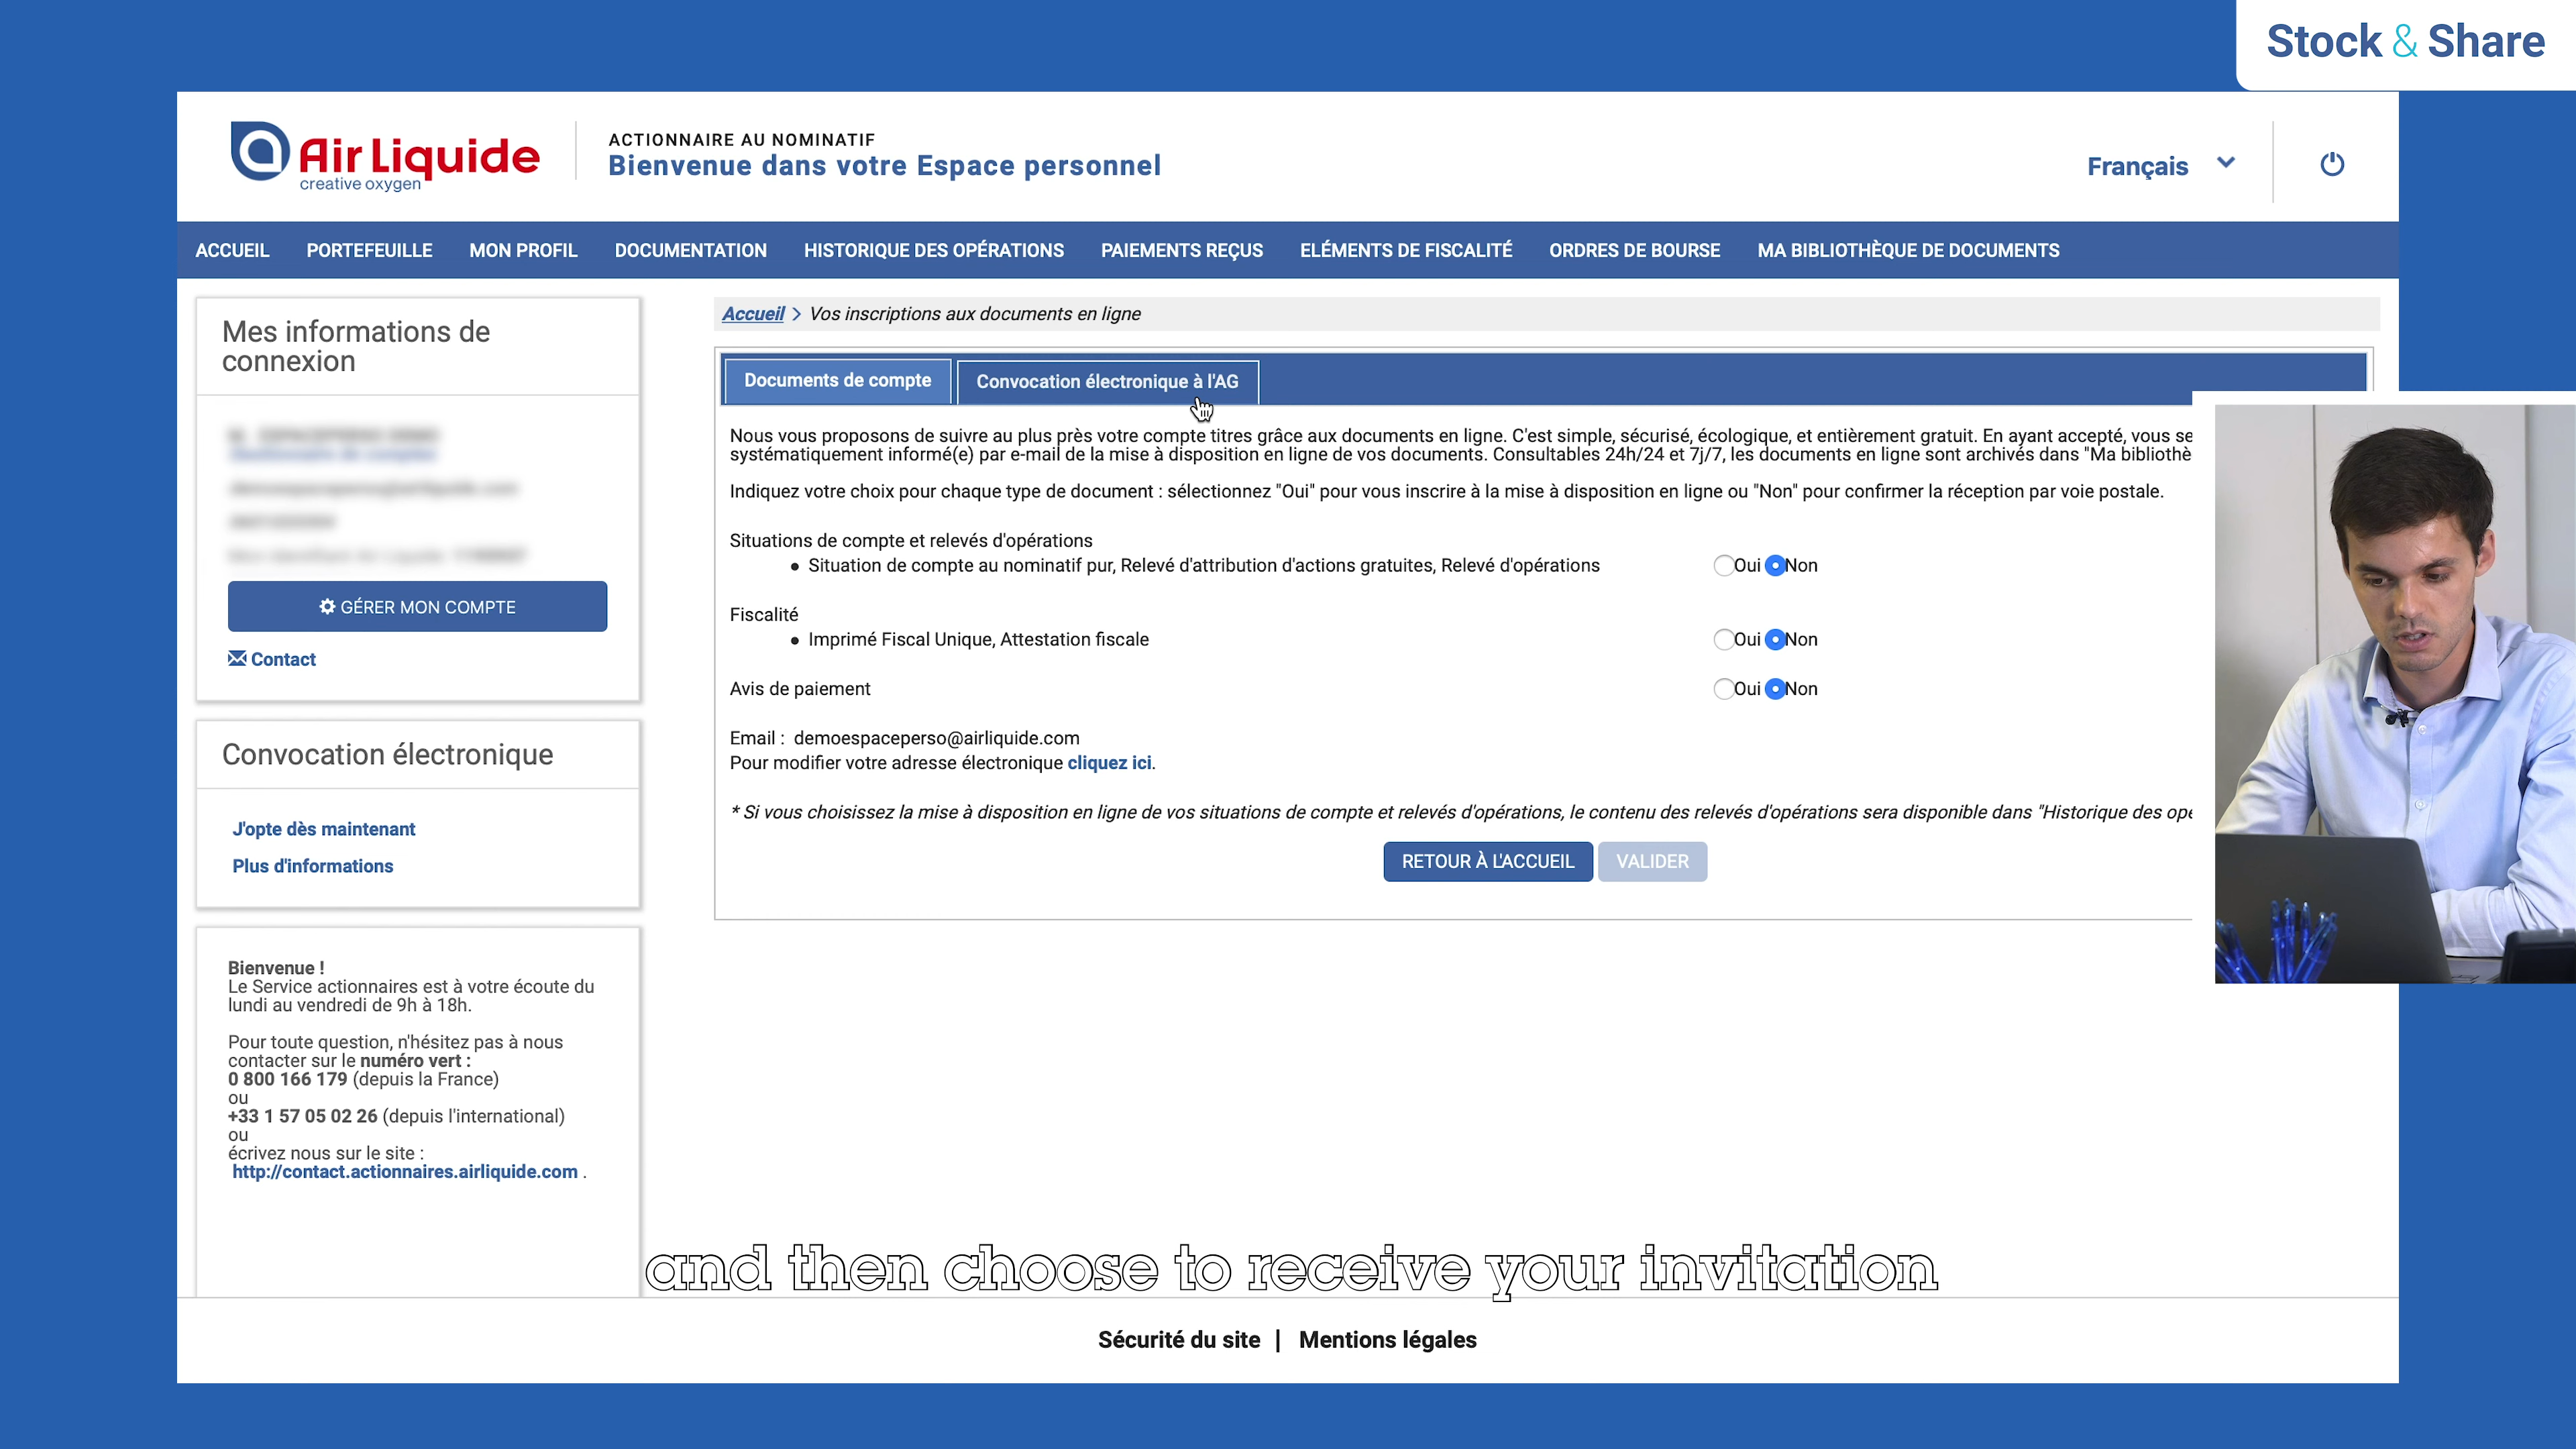 Stock & Share
Air Liquide
creative oxygen
ACTIONNAIRE AU NOMINATIF
Bienvenue dans votre Espace personnel
Français
ACCUEIL PORTEFEUILLE MON PROFIL DOCUMENTATION HISTORIQUE DES OPÉRATIONS PAIEMENTS REÇUS ELÉMENTS DE FISCALITÉ ORDRES DE BOURSE MA BIBLIOTHÈQUE DE DOCUMENTS
Mes informations de
connexion
GÉRER MON COMPTE
Contact
Convocation électronique
J'opte dès maintenant
Plus d'informations
Bienvenue !
Le Service actionnaires est à votre écoute du
lundi au vendredi de 9h à 18h.
Pour toute question, n'hésitez pas à nous
contacter sur le numéro vert :
0 800 166 179 (depuis la France)
ou
+33 1 57 05 02 26 (depuis l'international)
ou
écrivez nous sur le site :
http://contact.actionnaires.airliquide.com .
Accueil > Vos inscriptions aux documents en ligne
Documents de compte Convocation électronique à l'AG
Nous vous proposons de suivre au plus près votre compte titres grâce aux documents en ligne. C'est simple, sécurisé, écologique, et entièrement gratuit. En ayant accepté, vous se
systématiquement informé(e) par e-mail de la mise à disposition en ligne de vos documents. Consultables 24h/24 et 7j/7, les documents en ligne sont archivés dans "Ma bibliothè
Indiquez votre choix pour chaque type de document : sélectionnez "Oui" pour vous inscrire à la mise à disposition en ligne ou "Non" pour confirmer la réception par voie postale.
Situations de compte et relevés d'opérations
• Situation de compte au nominatif pur, Relevé d'attribution d'actions gratuites, Relevé d'opérations Oui Non
Fiscalité
• Imprimé Fiscal Unique, Attestation fiscale Oui Non
Avis de paiement Oui Non
Email : demoespaceperso@airliquide.com
Pour modifier votre adresse électronique cliquez ici.
* Si vous choisissez la mise à disposition en ligne de vos situations de compte et relevés d'opérations, le contenu des relevés d'opérations sera disponible dans "Historique des opé
RETOUR À L'ACCUEIL VALIDER
and then choose to receive your invitation
Sécurité du site | Mentions légales